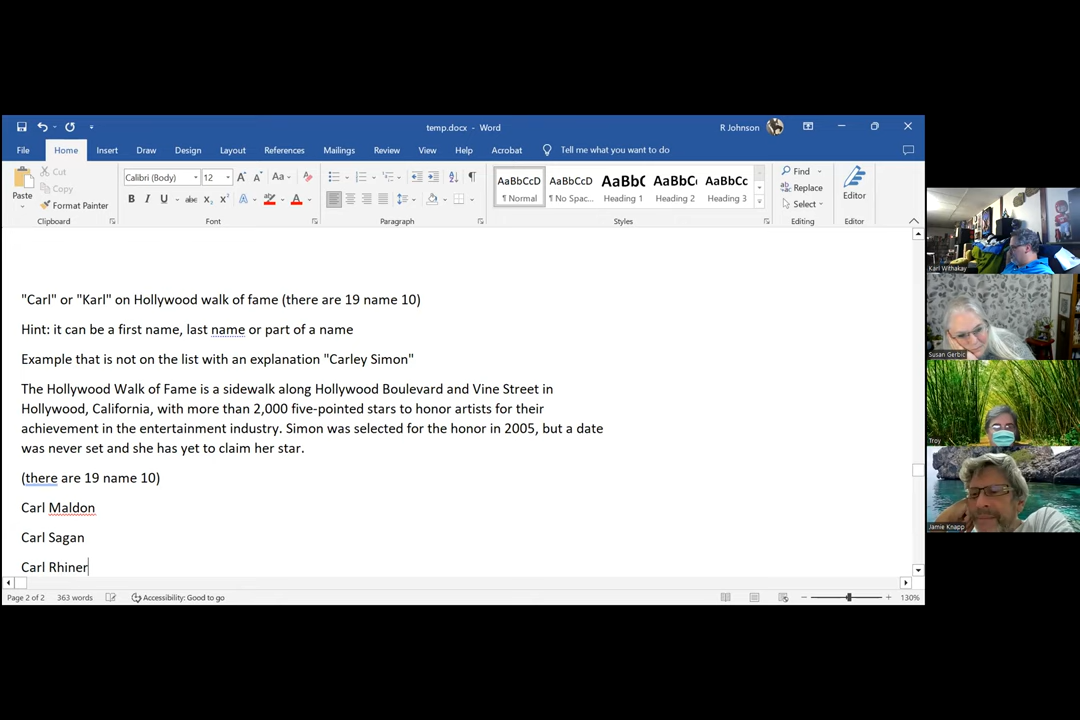 temp.docx - Word
R Johnson
File Home Insert Draw Design Layout References Mailings Review View Help Acrobat Tell me what you want to do
Paste
Cut
Copy
Format Painter
Clipboard
Calibri (Body) 12
Font
Paragraph
AaBbCcD AaBbCcD AaBbC AaBbCc AaBbCc
¶ Normal ¶ No Spac... Heading 1 Heading 2 Heading 3
Styles
Find
Replace
Select
Editing
Editor
Editor
"Carl" or "Karl" on Hollywood walk of fame (there are 19 name 10)
Hint: it can be a first name, last name or part of a name
Example that is not on the list with an explanation "Carley Simon"
The Hollywood Walk of Fame is a sidewalk along Hollywood Boulevard and Vine Street in
Hollywood, California, with more than 2,000 five-pointed stars to honor artists for their
achievement in the entertainment industry. Simon was selected for the honor in 2005, but a date
was never set and she has yet to claim her star.
(there are 19 name 10)
Carl Maldon
Carl Sagan
Carl Rhiner
Page 2 of 2 363 words Accessibility: Good to go 130%
Karl Withakay
Susan Gerbic
Troy
Jamie Knapp